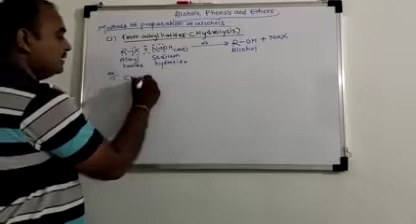 Alcohols, Phenols and Ethers
Methods of preparation of alcohols
a) From alkyl halides (Hydrolysis)
R-X + NaOH(aq) → R-OH + NaX
Alkyl Sodium Alcohol
halide hydroxide